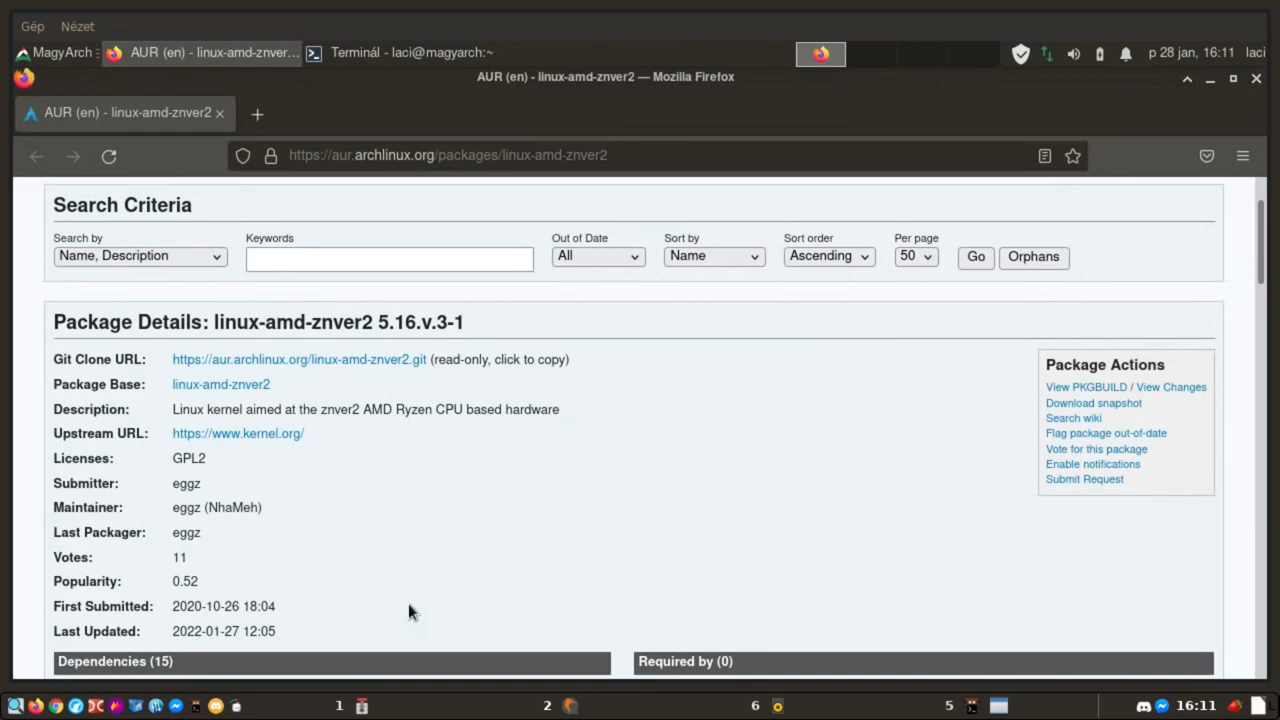 Gép Nézet
MagyArch AUR (en) - linux-amd-znver... Terminál - laci@magyarch:~ p 28 jan, 16:11 laci
AUR (en) - linux-amd-znver2 — Mozilla Firefox
AUR (en) - linux-amd-znver2
https://aur.archlinux.org/packages/linux-amd-znver2
Search Criteria
Search by Keywords Out of Date Sort by Sort order Per page
Name, Description All Name Ascending 50 Go Orphans
Package Details: linux-amd-znver2 5.16.v.3-1
Git Clone URL: https://aur.archlinux.org/linux-amd-znver2.git (read-only, click to copy)
Package Base: linux-amd-znver2
Description: Linux kernel aimed at the znver2 AMD Ryzen CPU based hardware
Upstream URL: https://www.kernel.org/
Licenses: GPL2
Submitter: eggz
Maintainer: eggz (NhaMeh)
Last Packager: eggz
Votes: 11
Popularity: 0.52
First Submitted: 2020-10-26 18:04
Last Updated: 2022-01-27 12:05
Package Actions
View PKGBUILD / View Changes
Download snapshot
Search wiki
Flag package out-of-date
Vote for this package
Enable notifications
Submit Request
Dependencies (15) Required by (0)
1 2 6 5 16:11